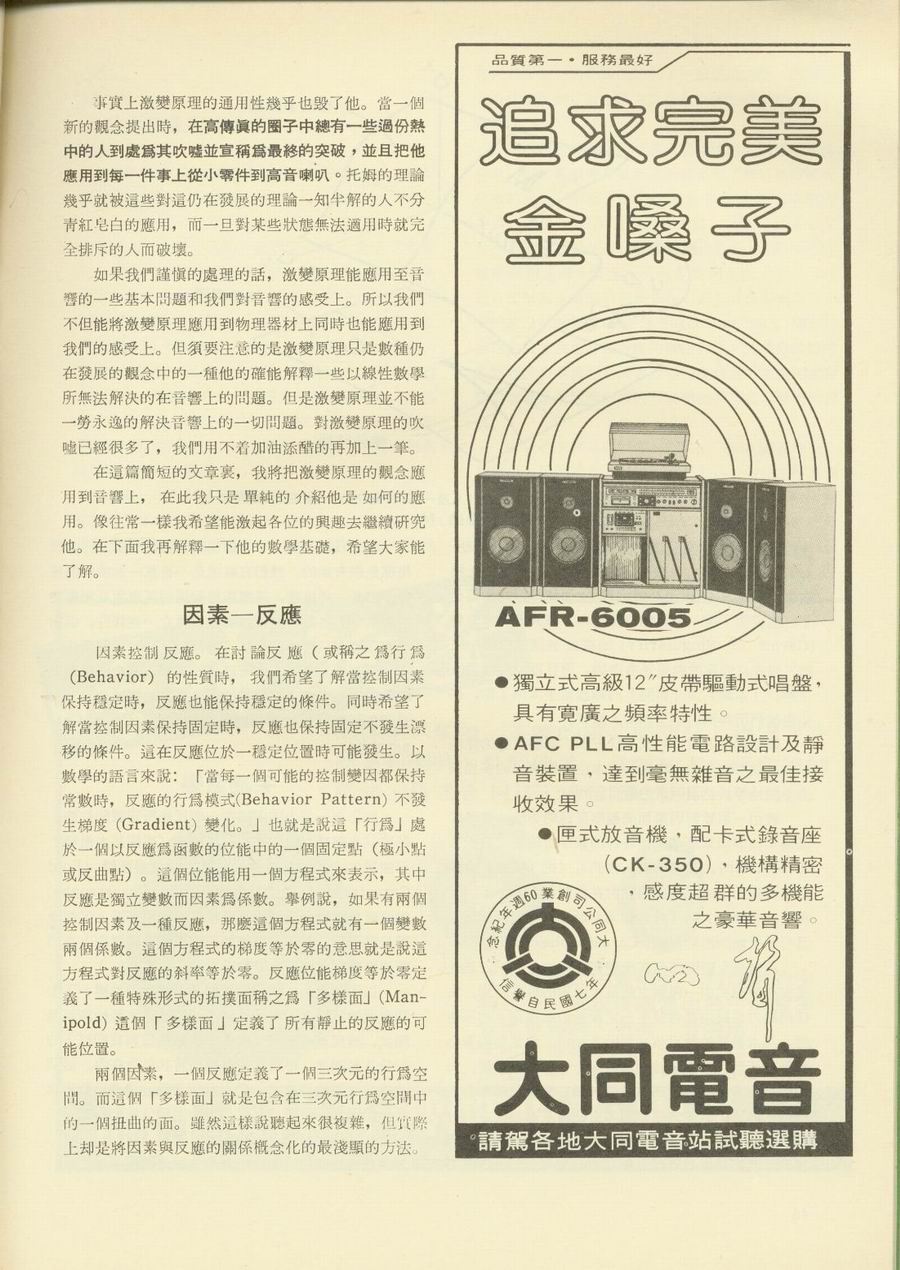 事實上激變原理的通用性幾乎也毀了他。當一個
新的觀念提出時，在高傳眞的圈子中總有一些過份熱
中的人到處爲其吹噓並宣稱爲最終的突破，並且把他
應用到每一件事上從小零件到高音喇叭。托姆的理論
幾乎就被這些對這仍在發展的理論一知半解的人不分
青紅皂白的應用，而一旦對某些狀態無法適用時就完
全排斥的人而破壞。
如果我們謹愼的處理的話，激變原理能應用至音
響的一些基本問題和我們對音響的感受上。所以我們
不但能將激變原理應用到物理器材上同時也能應用到
我們的感受上。但須要注意的是激變原理只是數種仍
在發展的觀念中的一種他的確能解釋一些以線性數學
所無法解決的在音響上的問題。但是激變原理並不能
一勞永逸的解決音響上的一切問題。對激變原理的吹
噓已經很多了，我們用不着加油添醋的再加上一筆。
在這篇簡短的文章裏，我將把激變原理的觀念應
用到音響上， 在此我只是 單純的 介紹他是 如何的應
用。像往常一樣我希望能激起各位的興趣去繼續研究
他。在下面我再解釋一下他的數學基礎，希望大家能
了解。
因素—反應
因素控制 反應。 在討 論反 應（ 或稱之 爲行 爲
（Behavior） 的性質時， 我們希望了解當控制因素
保持穩定時，反應也能保持穩定的條件。同時希望了
解當控制因素保持固定時，反應也保持固定不發生漂
移的條件。這在反應位於一穩定位置時可能發生。以
數學的語言來說：「當每一個可能的控制變因都保持
常數時，反應的行爲模式(Behavior Pattern) 不發
生梯度 (Gradient) 變化。」也就是說這「行爲」處
於一個以反應爲函數的位能中的一個固定點（極小點
或反曲點）。這個位能能用一個方程式來表示，其中
反應是獨立變數而因素爲係數。舉例說，如果有兩個
控制因素及一種反應，那麼這個方程式就有一個變數
兩個係數。這個方程式的梯度等於零的意思就是說這
方程式對反應的斜率等於零。反應位能梯度等於零定
義了一種特殊形式的拓撲面稱之爲「多樣面」(Man-
ipold) 這個「 多樣面 」定義了 所有靜止的反應的可
能位置。
兩個因素，一個反應定義了一個三次元的行爲空
間。而這個「多樣面」就是包含在三次元行爲空間中
的一個扭曲的面。雖然這樣說聽起來很複雜，但實際
上却是將因素與反應的關係槪念化的最淺顯的方法。
品質第一・服務最好
追求完美
金嗓子
AFR-6005
●獨立式高級12″皮帶驅動式唱盤，
具有寬廣之頻率特性。
●AFC PLL高性能電路設計及靜
音裝置，達到毫無雜音之最佳接
收效果。
●匣式放音機，配卡式錄音座
(CK-350)，機構精密
，感度超群的多機能
之豪華音響。
大同公司創業60週年紀念
信譽自民國七年
大同電音
請駕各地大同電音站試聽選購